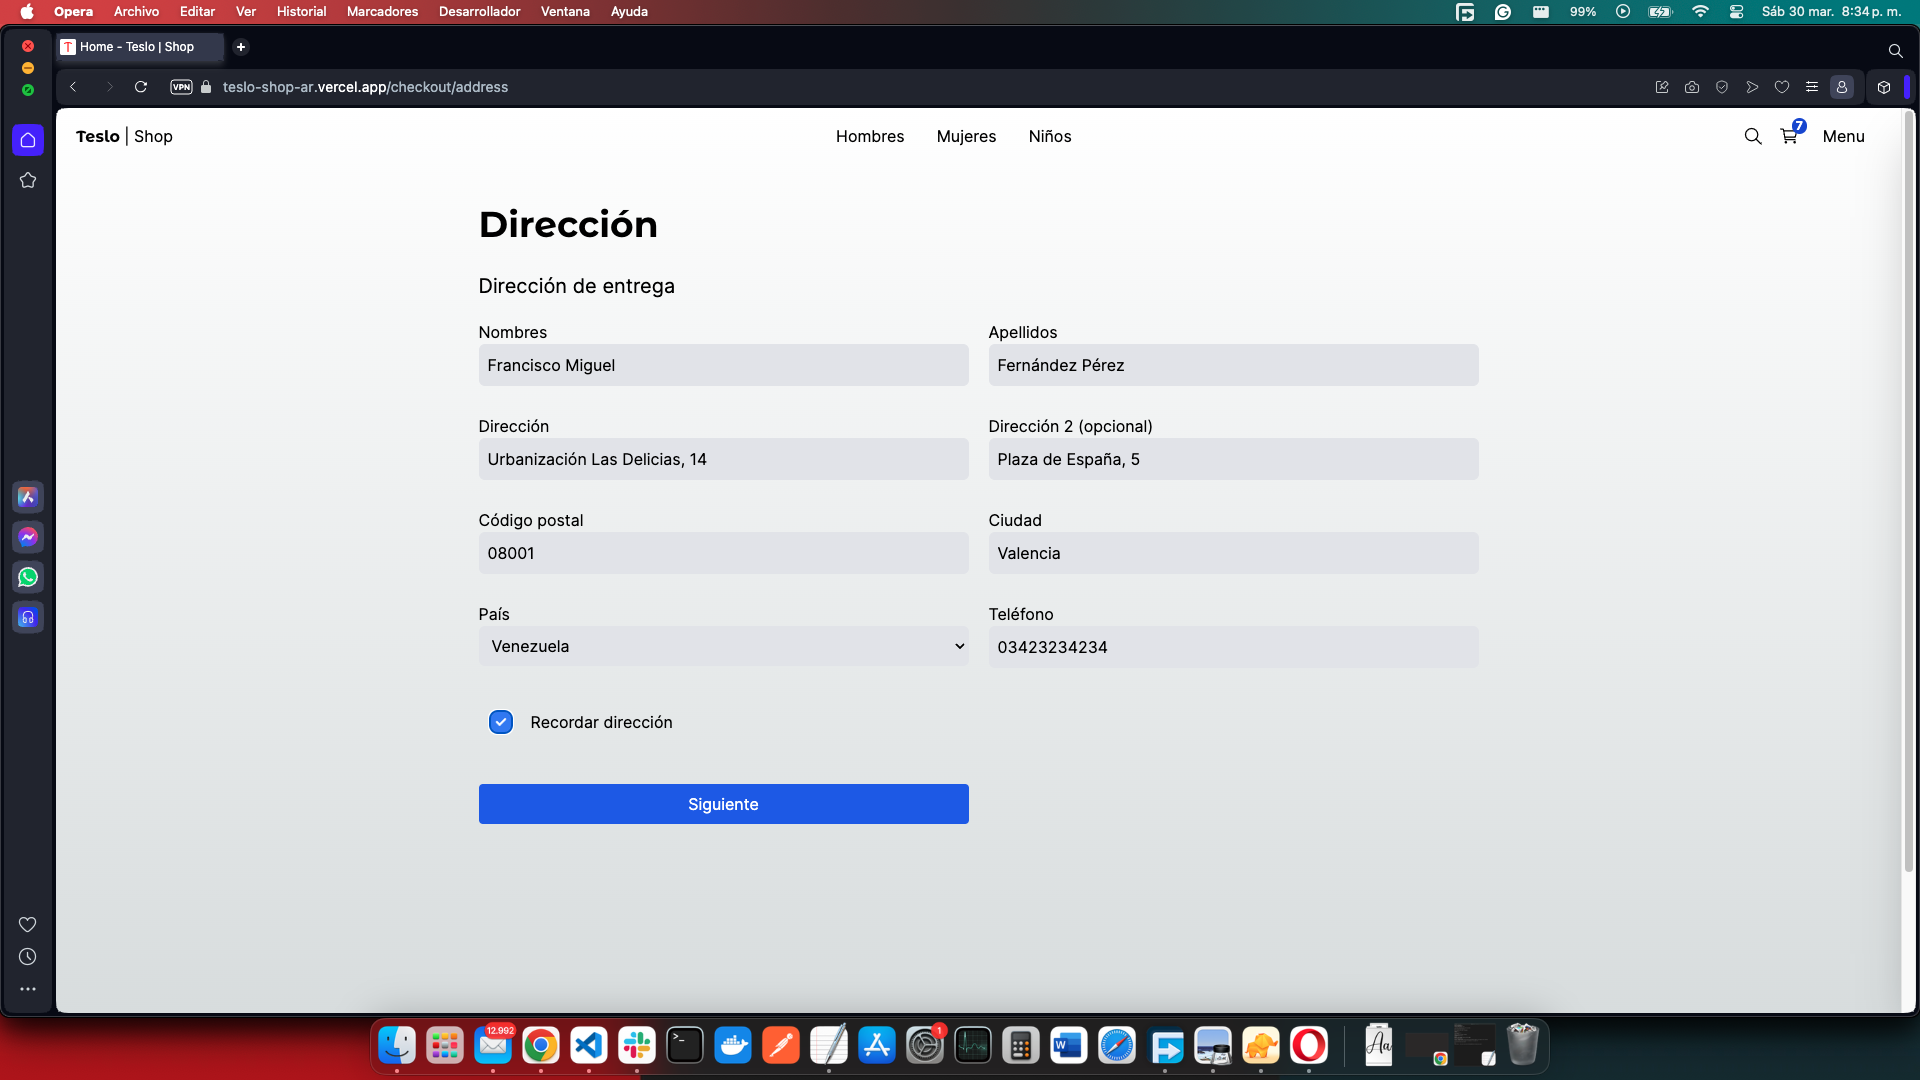 Opera Archivo Editar Ver Historial Marcadores Desarrollador Ventana Ayuda 99% Sáb 30 mar. 8:34 p. m.
T Home - Teslo | Shop +
VPN teslo-shop-ar.vercel.app/checkout/address
Teslo | Shop Hombres Mujeres Niños 7 Menu
Dirección
Dirección de entrega
Nombres Apellidos
Francisco Miguel Fernández Pérez
Dirección Dirección 2 (opcional)
Urbanización Las Delicias, 14 Plaza de España, 5
Código postal Ciudad
08001 Valencia
País Teléfono
Venezuela 03423234234
Recordar dirección
Siguiente
12.992 1
W Aa